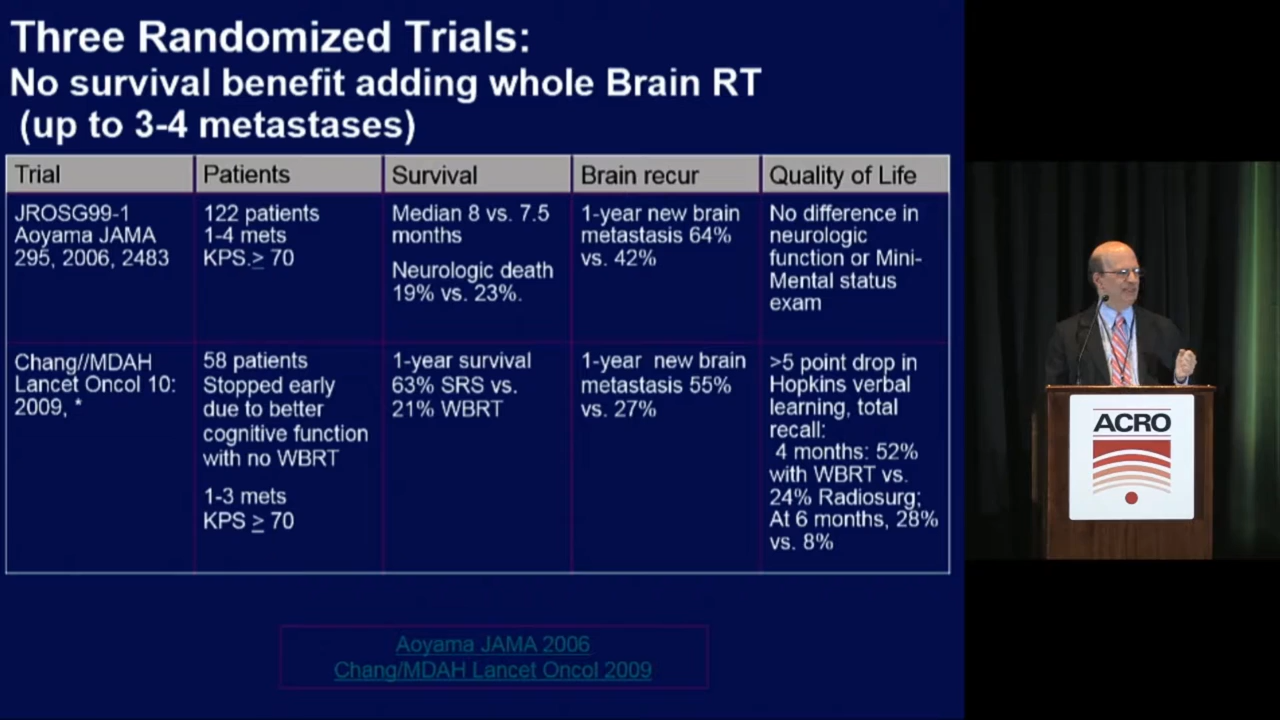 Three Randomized Trials:
No survival benefit adding whole Brain RT
(up to 3-4 metastases)
Trial
Patients
Survival
Brain recur
Quality of Life
JROSG99-1
Aoyama JAMA
295, 2006, 2483
122 patients
1-4 mets
KPS.≥ 70
Median 8 vs. 7.5
months
Neurologic death
19% vs. 23%.
1-year new brain
metastasis 64%
vs. 42%
No difference in
neurologic
function or Mini-
Mental status
exam
Chang//MDAH
Lancet Oncol 10:
2009, *
58 patients
Stopped early
due to better
cognitive function
with no WBRT
1-3 mets
KPS ≥ 70
1-year survival
63% SRS vs.
21% WBRT
1-year new brain
metastasis 55%
vs. 27%
>5 point drop in
Hopkins verbal
learning, total
recall:
4 months: 52%
with WBRT vs.
24% Radiosurg;
At 6 months, 28%
vs. 8%
Aoyama JAMA 2006
Chang/MDAH Lancet Oncol 2009
ACRO